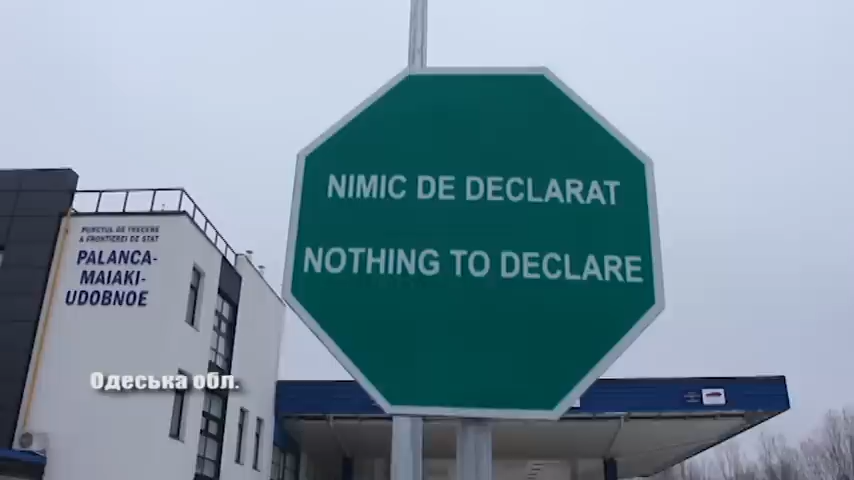 NIMIC DE DECLARAT
NOTHING TO DECLARE
PUNCTUL DE TRECERE
A FRONTIEREI DE STAT
PALANCA-
MAIAKI-
UDOBNOE
Одеська обл.